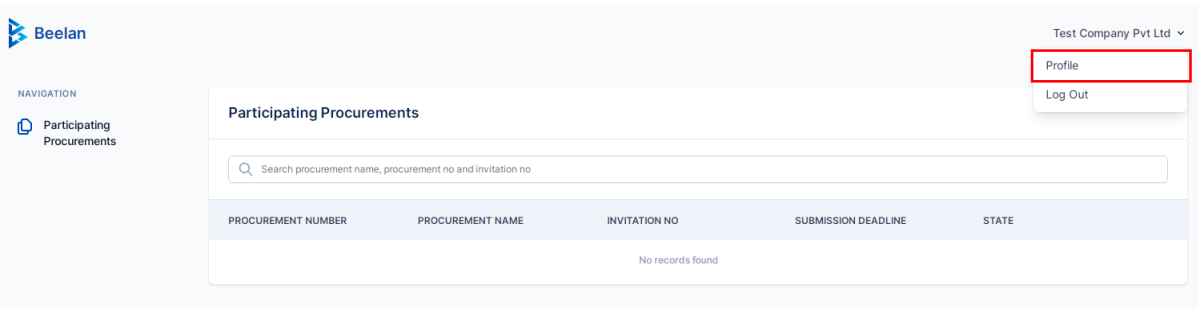 Beelan
Test Company Pvt Ltd
Profile
Log Out
NAVIGATION
Participating
Procurements
Participating Procurements
Search procurement name, procurement no and invitation no
PROCUREMENT NUMBER PROCUREMENT NAME INVITATION NO SUBMISSION DEADLINE STATE
No records found